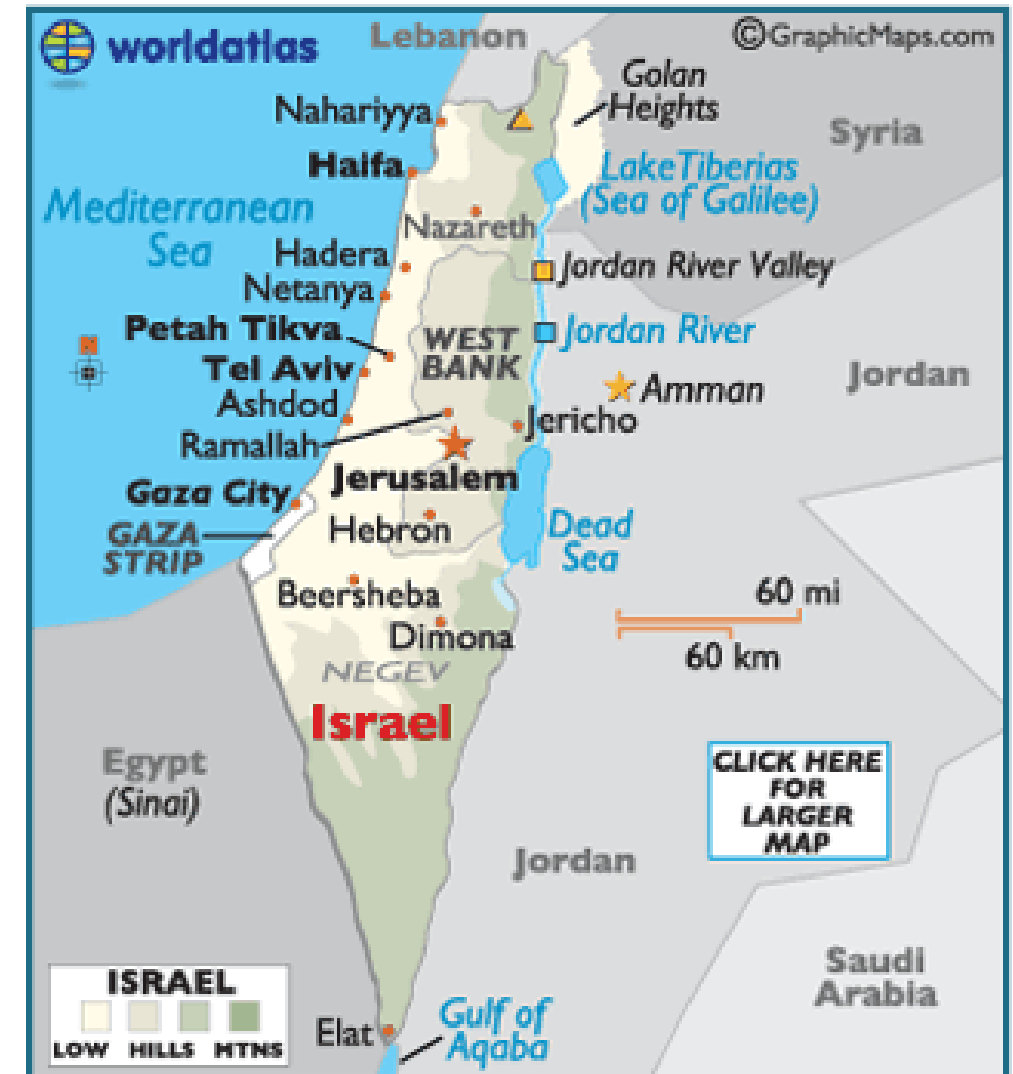 worldatlas
Lebanon
©GraphicMaps.com
Golan
Heights
Nahariyya
Syria
Haifa
Lake Tiberias
(Sea of Galilee)
Mediterranean
Sea
Nazareth
Hadera
Jordan River Valley
Netanya
Petah Tikva
WEST
BANK
Jordan River
Tel Aviv
Jordan
Amman
Ashdod
Jericho
Ramallah
Jerusalem
Gaza City
GAZA
STRIP
Hebron
Dead
Sea
Beersheba
60 mi
Dimona
60 km
NEGEV
Israel
Egypt
(Sinai)
CLICK HERE
FOR
LARGER
MAP
Jordan
Saudi
Arabia
ISRAEL
LOW HILLS MTNS
Elat
Gulf of
Aqaba